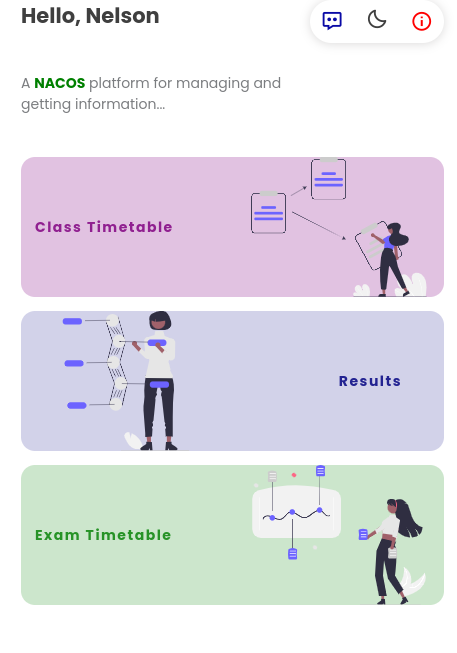 Hello, Nelson
A NACOS platform for managing and
getting information...
Class Timetable
Results
Exam Timetable